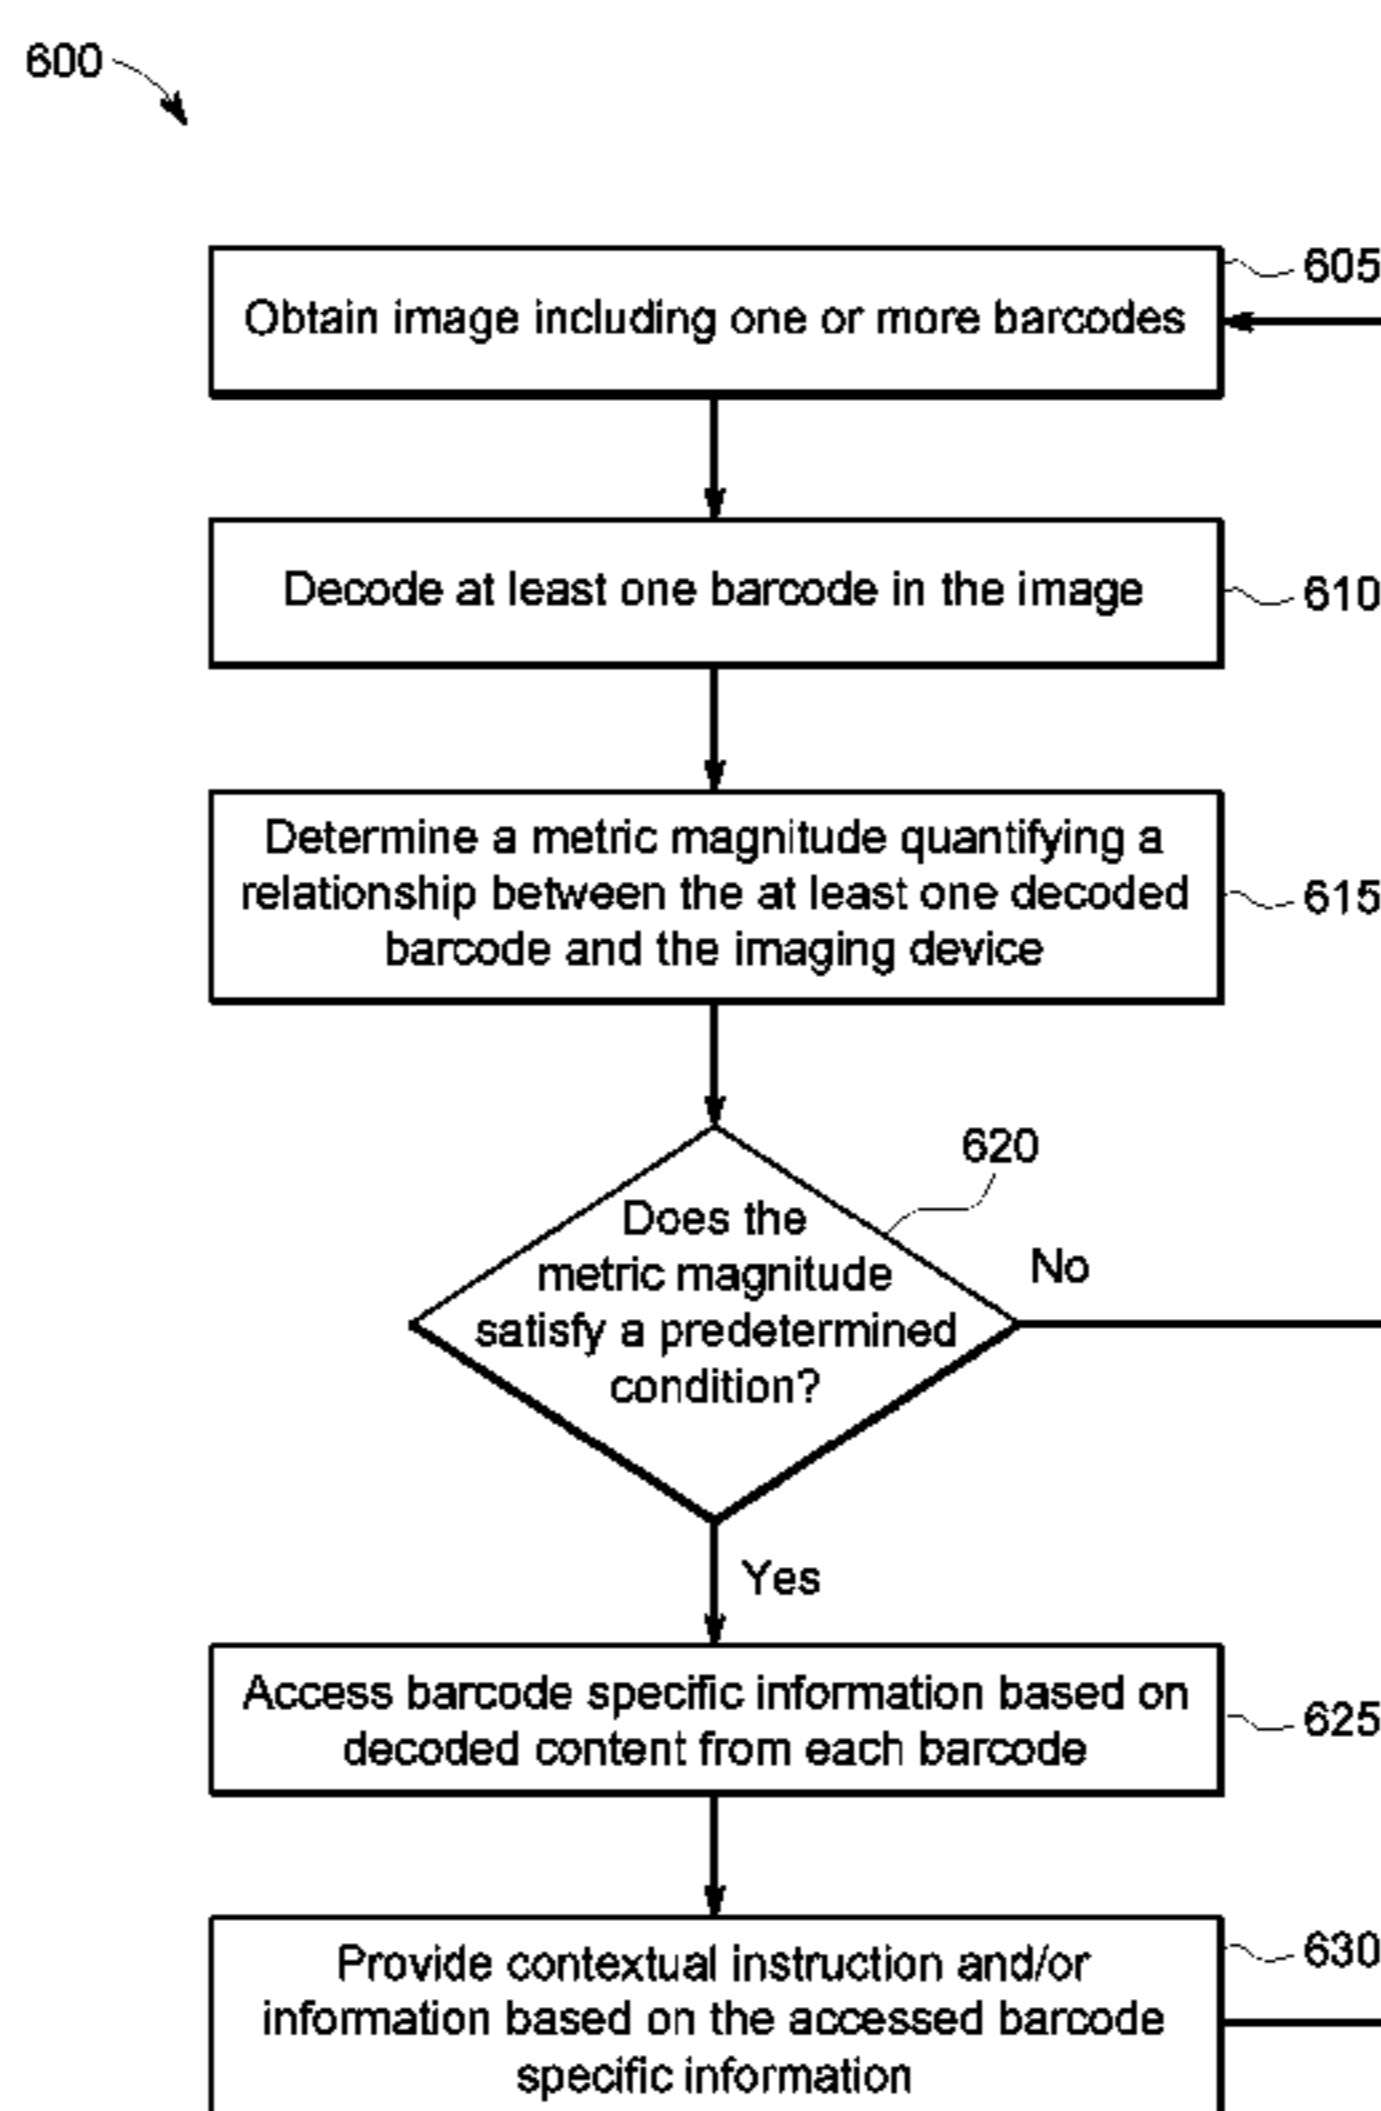 600
605
Obtain image including one or more barcodes
Decode at least one barcode in the image
610
Determine a metric magnitude quantifying a
relationship between the at least one decoded
barcode and the imaging device
615
620
Does the
metric magnitude
satisfy a predetermined
condition?
No
Yes
Access barcode specific information based on
decoded content from each barcode
625
630
Provide contextual instruction and/or
information based on the accessed barcode
specific information